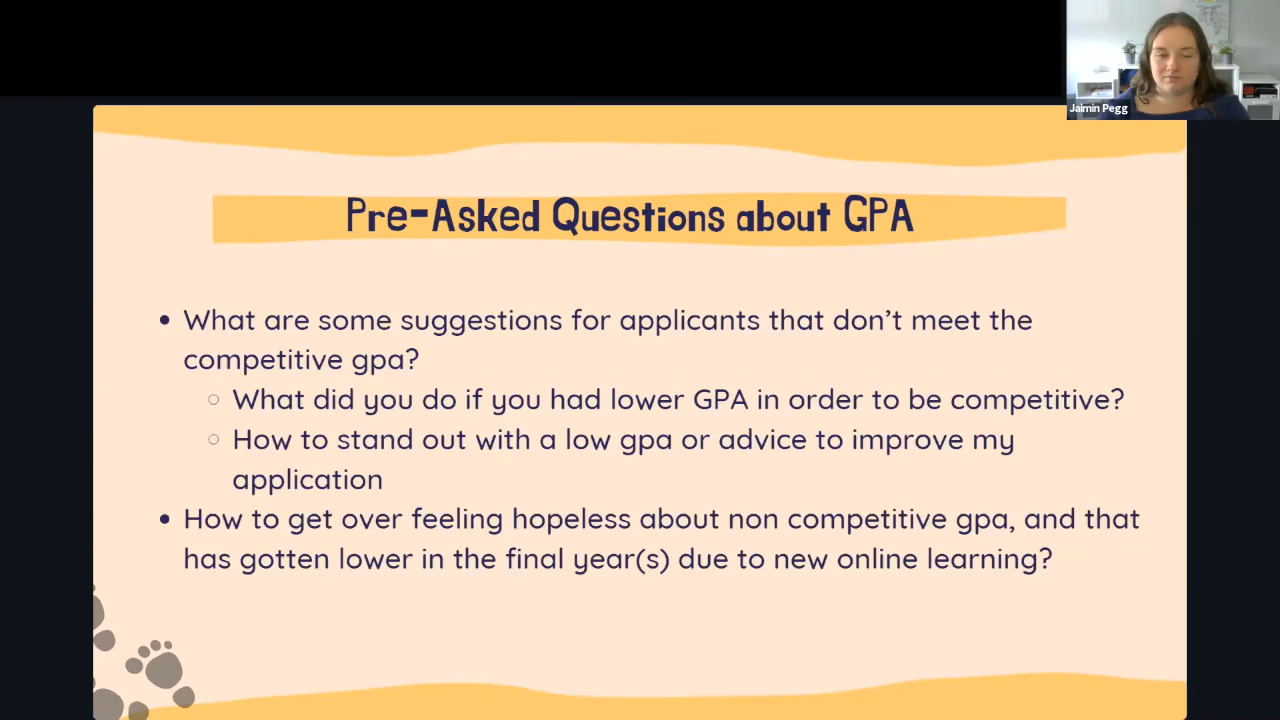 Jaimin Pegg
Pre-Asked Questions about GPA
• What are some suggestions for applicants that don't meet the
competitive gpa?
○ What did you do if you had lower GPA in order to be competitive?
○ How to stand out with a low gpa or advice to improve my
application
• How to get over feeling hopeless about non competitive gpa, and that
has gotten lower in the final year(s) due to new online learning?